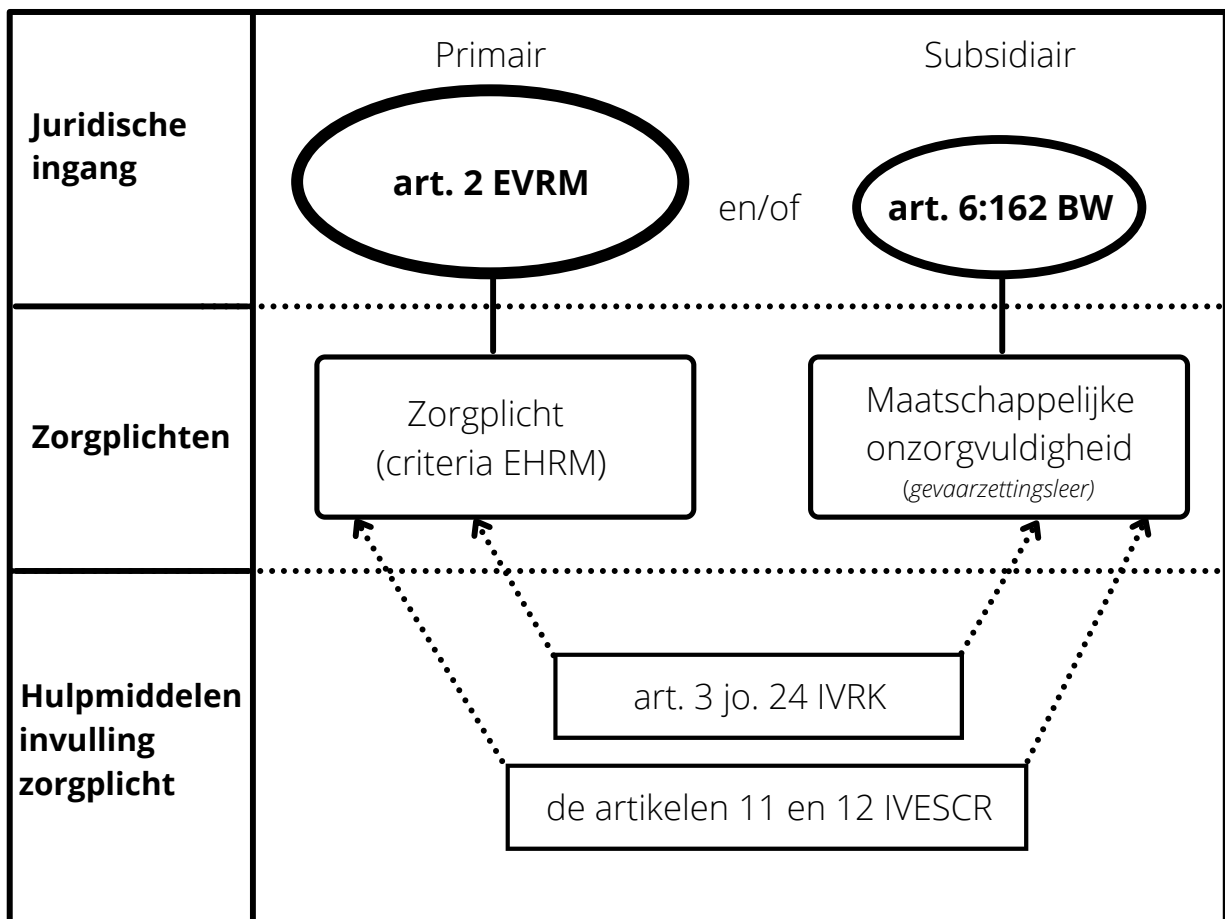 Primair
Subsidiair
Juridische
ingang
art. 2 EVRM
en/of
art. 6:162 BW
Zorgplichten
Zorgplicht
(criteria EHRM)
Maatschappelijke
onzorgvuldigheid
(gevaarzettingsleer)
Hulpmiddelen
invulling
zorgplicht
art. 3 jo. 24 IVRK
de artikelen 11 en 12 IVESCR